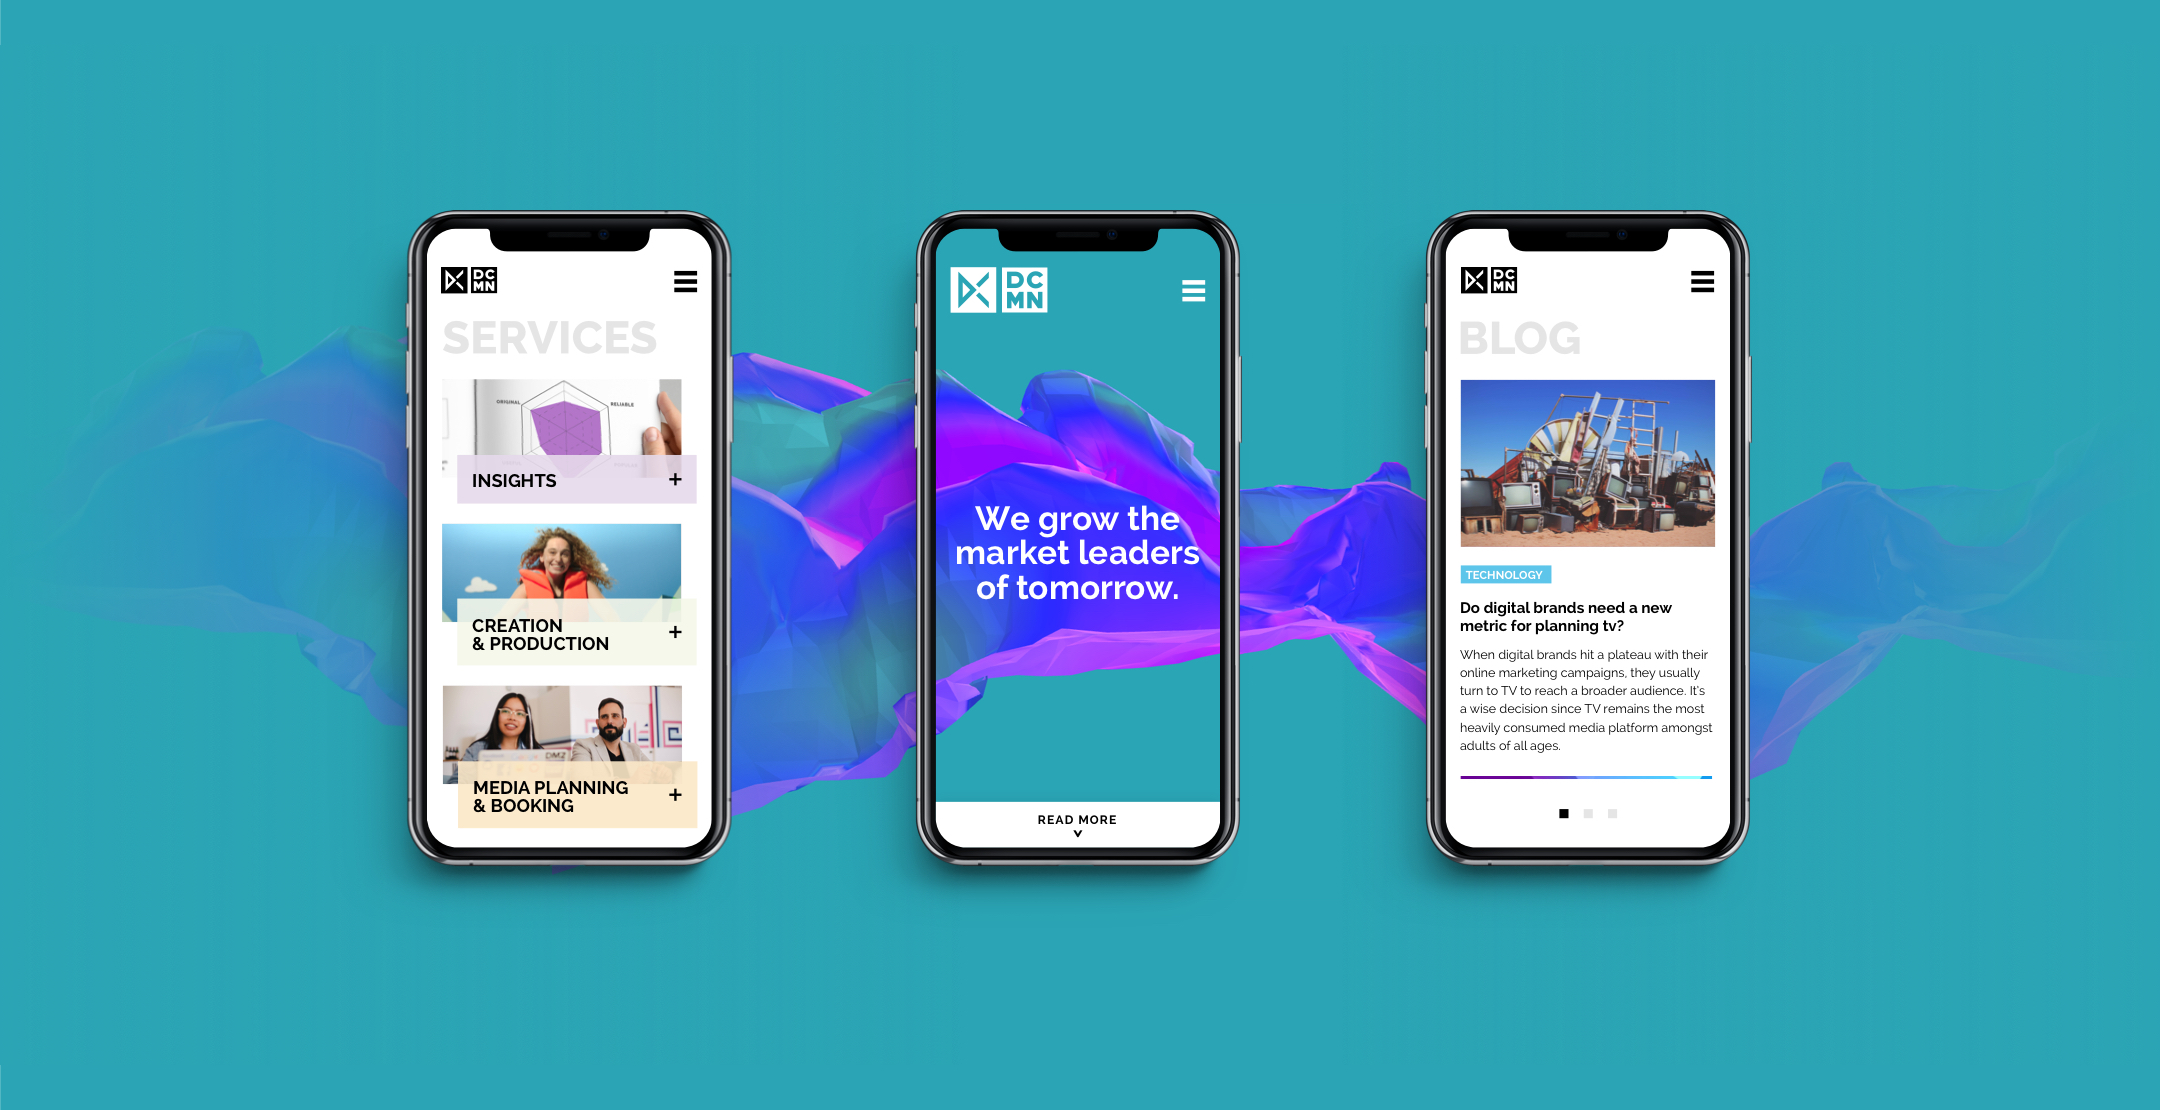 DC
MN
SERVICES
ORIGINAL
RELIABLE
INSIGHTS
+
CREATION
& PRODUCTION
+
MEDIA PLANNING
& BOOKING
+
DC
MN
We grow the
market leaders
of tomorrow.
READ MORE
DC
MN
BLOG
TECHNOLOGY
Do digital brands need a new
metric for planning tv?
When digital brands hit a plateau with their
online marketing campaigns, they usually
turn to TV to reach a broader audience. It's
a wise decision since TV remains the most
heavily consumed media platform amongst
adults of all ages.